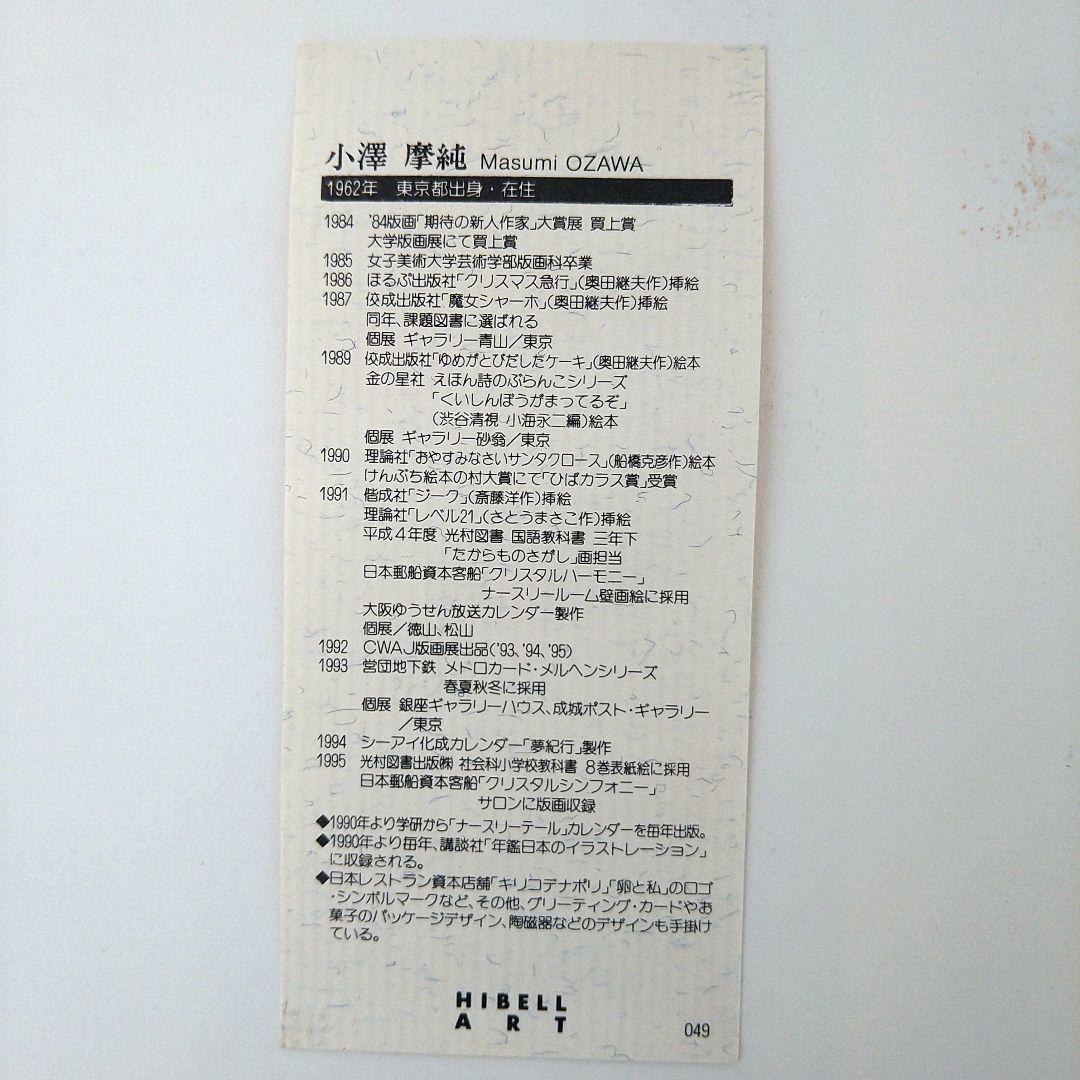 小澤 摩純 Masumi OZAWA
1962年 東京都出身・在住
1984 '84版画「期待の新人作家」大賞展 買上賞
大学版画展にて買上賞
1985 女子美術大学芸術学部版画科卒業
1986 ほるぷ出版社「クリスマス急行」(奥田継夫作)挿絵
1987 佼成出版社「魔女シャーホ」(奥田継夫作)挿絵
同年、課題図書に選ばれる
個展 ギャラリー青山／東京
1989 佼成出版社「ゆめがとびだしたケーキ」(奥田継夫作)絵本
金の星社 えほん詩のぶらんこシリーズ
「くいしんぼうがまってるぞ」
(渋谷清視 小海永二編)絵本
個展 ギャラリー砂翁／東京
1990 理論社「おやすみなさいサンタクロース」(船橋克彦作)絵本
けんぶち絵本の村大賞にて「ひばカラス賞」受賞
1991 偕成社「ジーク」(斎藤洋作)挿絵
理論社「レベル21」(さとうまきこ作)挿絵
平成４年度 光村図書 国語教科書 三年下
「たからものさがし」画担当
日本郵船資本客船「クリスタルハーモニー」
ナースリールーム壁画絵に採用
大阪ゆうせん放送カレンダー製作
個展／徳山、松山
1992 CWAJ版画展出品('93、'94、'95)
1993 営団地下鉄 メトロカード・メルヘンシリーズ
春夏秋冬に採用
個展 銀座ギャラリーハウス、成城ポスト・ギャラリー
／東京
1994 シーアイ化成カレンダー「夢紀行」製作
1995 光村図書出版㈱ 社会科小学校教科書 ８巻表紙絵に採用
日本郵船資本客船「クリスタルシンフォニー」
サロンに版画収録
◆1990年より学研から「ナースリーテール」カレンダーを毎年出版。
◆1990年より毎年、講談社「年鑑日本のイラストレーション」
に収録される。
◆日本レストラン資本店舗「キリコデナポリ」「卵と私」のロゴ
・シンボルマークなど、その他、グリーティング・カードやお
菓子のパッケージデザイン、陶磁器などのデザインも手掛け
ている。
HIBELL
ART
049